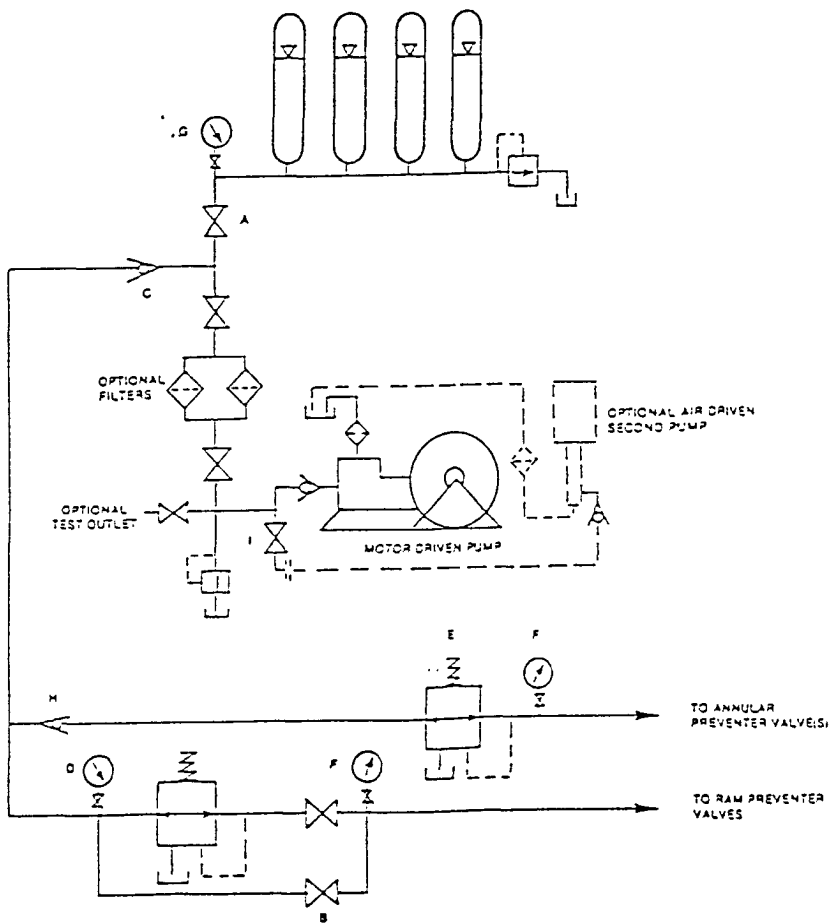 G
A
C
OPTIONAL
FILTERS
OPTIONAL AIR DRIVEN
SECOND PUMP
OPTIONAL
TEST OUTLET
I
MOTOR DRIVEN PUMP
E
F
H
TO ANNULAR
PREVENTER VALVE(S)
D
F
TO RAM PREVENTER
VALVES
B